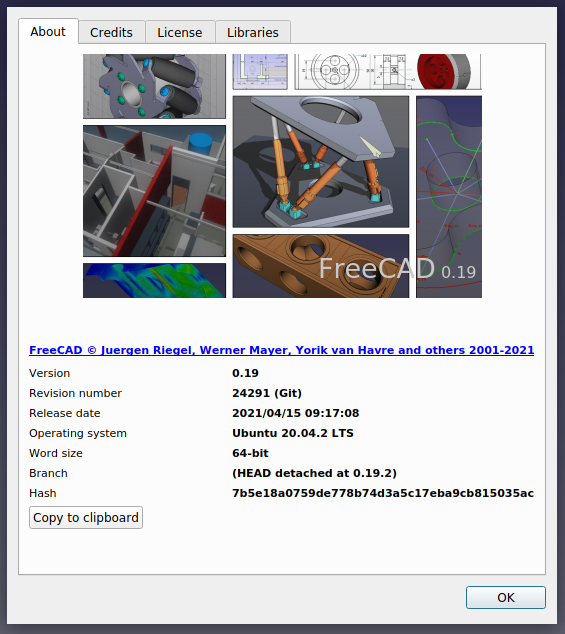 About Credits License Libraries
FreeCAD 0.19
FreeCAD © Juergen Riegel, Werner Mayer, Yorik van Havre and others 2001-2021
Version 0.19
Revision number 24291 (Git)
Release date 2021/04/15 09:17:08
Operating system Ubuntu 20.04.2 LTS
Word size 64-bit
Branch (HEAD detached at 0.19.2)
Hash 7b5e18a0759de778b74d3a5c17eba9cb815035ac
Copy to clipboard
OK